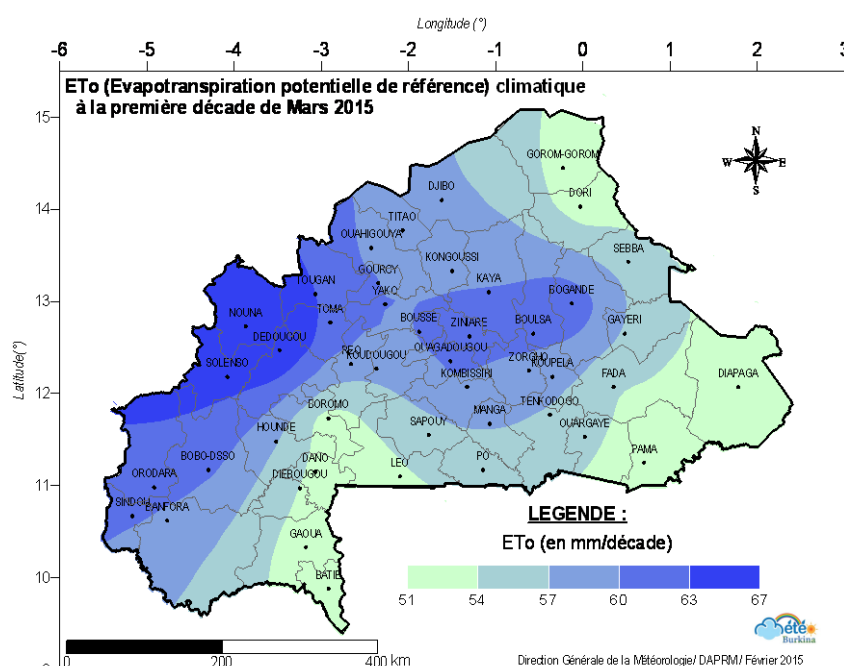 Longitude (°)
-6 -5 -4 -3 -2 -1 0 1 2 3
ETo (Evapotranspiration potentielle de référence) climatique
à la première décade de Mars 2015
15
GOROM-GOROM
N
W E
S
DJIBO
DORI
14
TITAO
OUAHIGOUYA
SEBBA
KONGOUSSI
GOURCY
KAYA
TOUGAN
BOGANDE
YAKO
13
NOUNA
TOMA
BOUSSE
ZINIARE
BOULSA
GAYERI
DEDOUGOU
OUAGADOUGOU
REO
KOUDOUGOU
ZORGHO
KOUPELA
SOLENSO
KOMBISSIRI
FADA
DIAPAGA
Latitude(°)
12
BOROMO
MANGA
TENFODOGO
HOUNDE
SAPOUY
OUARGAYE
BOBO-DSSO
DANO
LEO
PO
PAMA
ORODARA
DIEBOUGOU
11
SINDOU
BANFORA
LEGENDE :
GAOUA
ETo (en mm/décade)
10
BATIE
51 54 57 60 63 67
été
Burkina
0 200 400 km
Direction Générale de la Météorologie/ DAPRM/ Février 2015